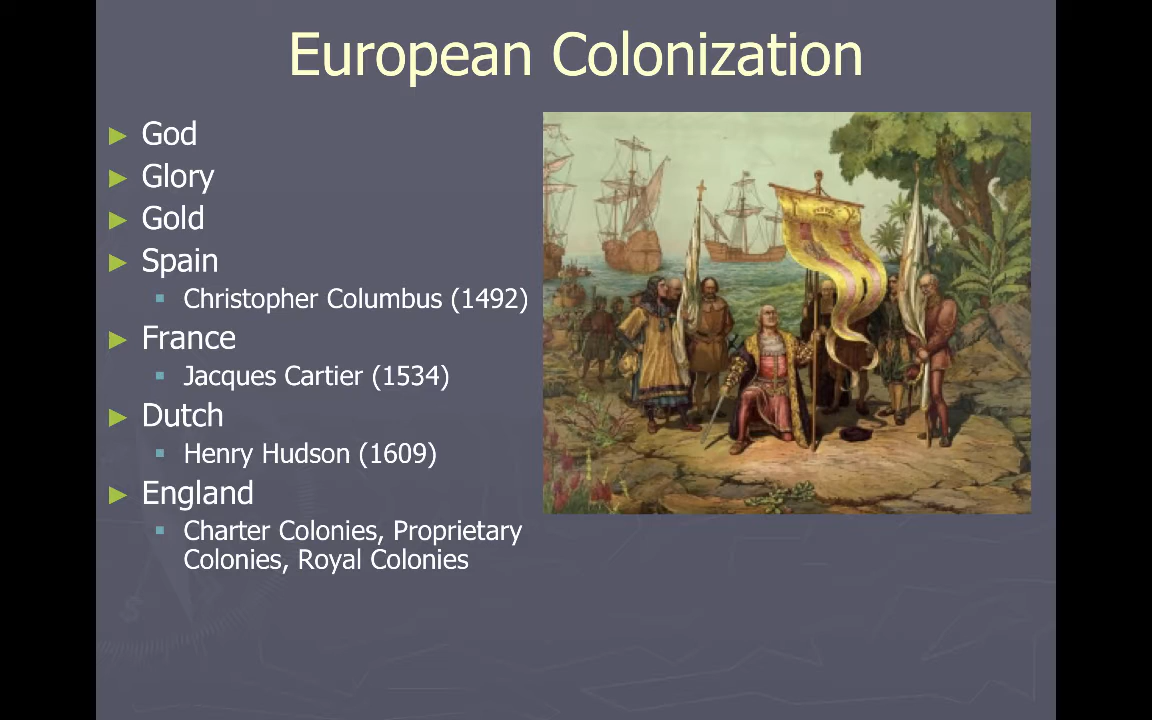 European Colonization
God
Glory
Gold
Spain
Christopher Columbus (1492)
France
Jacques Cartier (1534)
Dutch
Henry Hudson (1609)
England
Charter Colonies, Proprietary
Colonies, Royal Colonies